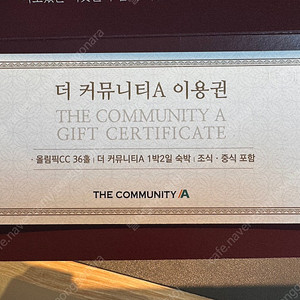 더 커뮤니티A 이용권
THE COMMUNITY A
GIFT CERTIFICATE
· 올림픽CC 36홀 | 더 커뮤니티A 1박2일 숙박 | 조식 · 중식 포함
THE COMMUNITY A